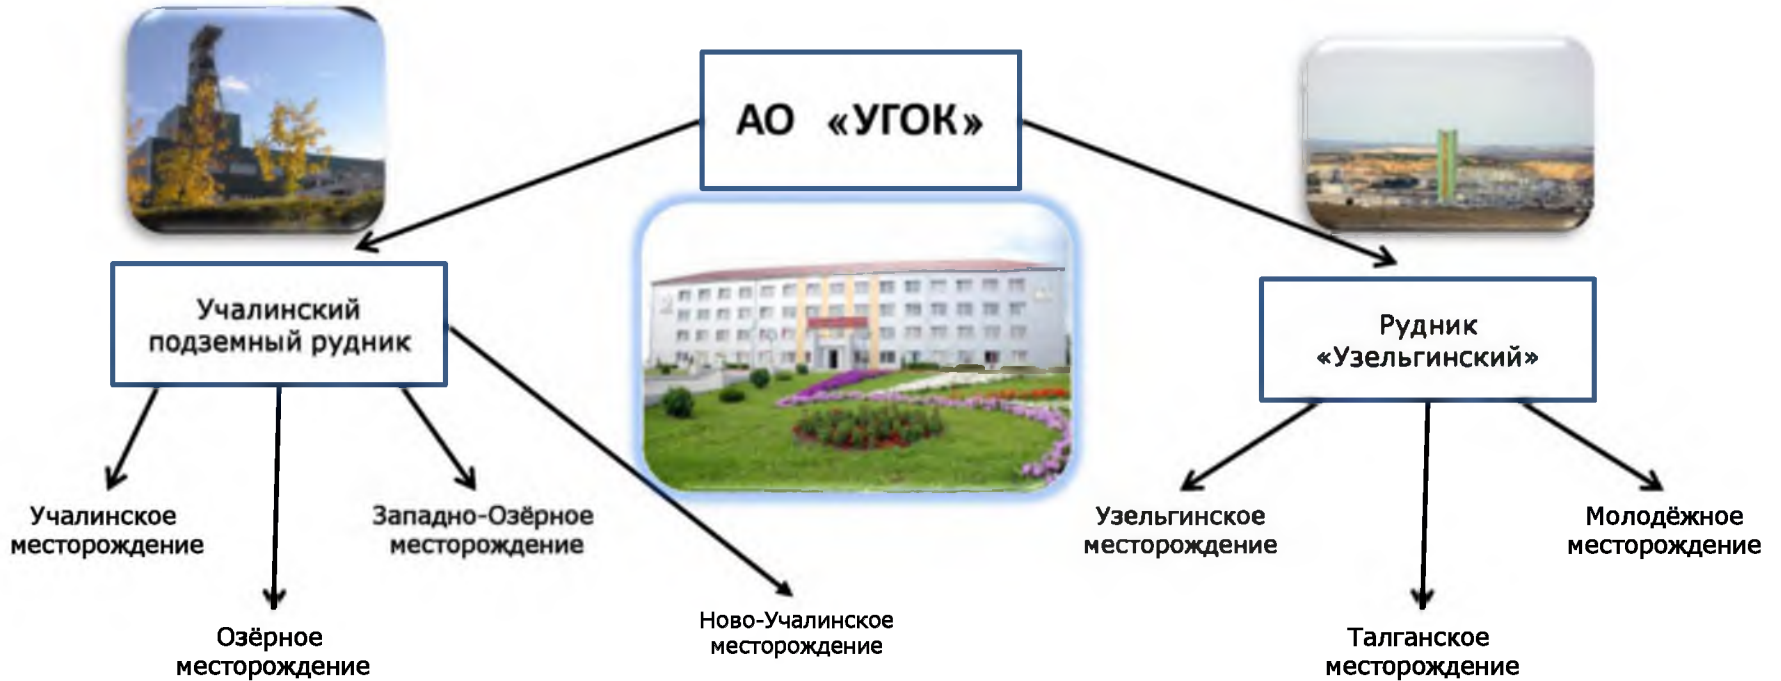 АО «УГОК»
Учалинский
подземный рудник
Рудник
«Узельгинский»
Учалинское
месторождение
Западно-Озёрное
месторождение
Узельгинское
месторождение
Молодёжное
месторождение
Озёрное
месторождение
Ново-Учалинское
месторождение
Талганское
месторождение